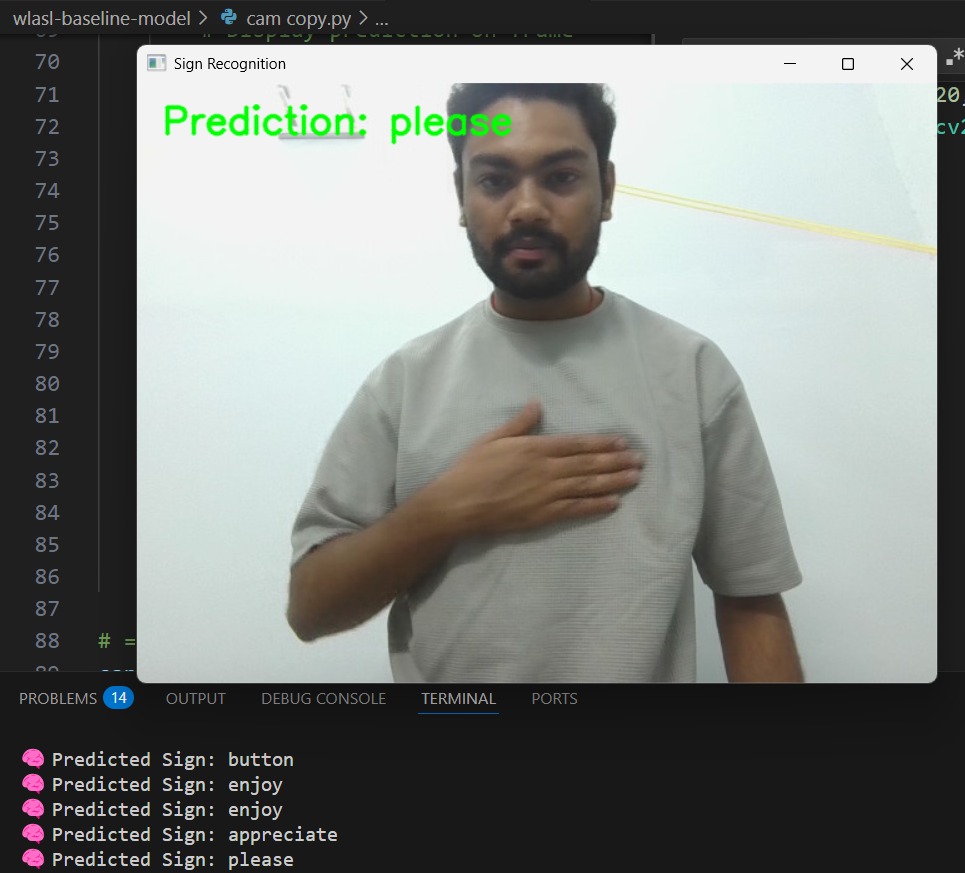 wlasl-baseline-model > cam copy.py > ...
# Display prediction on frame
70
Sign Recognition
71
20,
72
cv2
73
74
75
76
77
78
79
80
81
82
83
84
85
86
87
88 # =
89
Prediction: please
PROBLEMS 14 OUTPUT DEBUG CONSOLE TERMINAL PORTS
Predicted Sign: button
Predicted Sign: enjoy
Predicted Sign: enjoy
Predicted Sign: appreciate
Predicted Sign: please